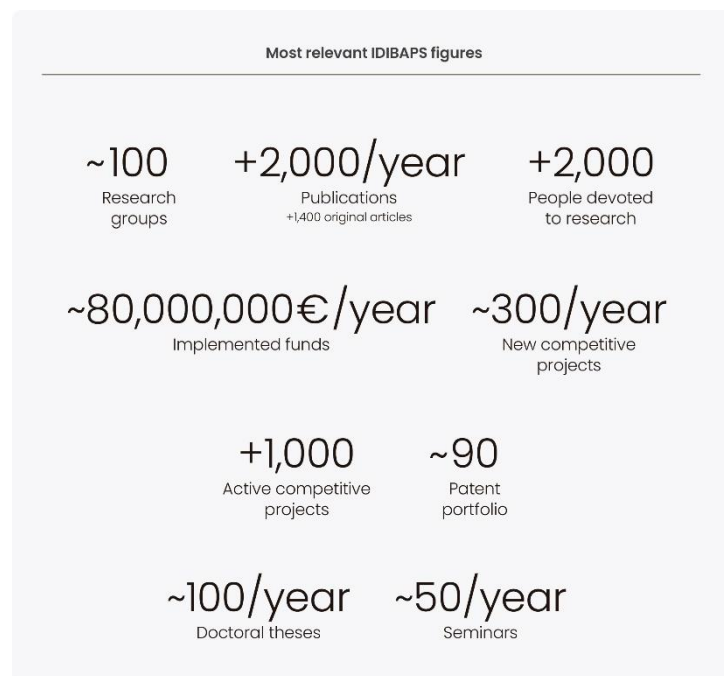 Most relevant IDIBAPS figures
~100
Research
groups
+2,000/year
Publications
+1,400 original articles
+2,000
People devoted
to research
~80,000,000€/year
Implemented funds
~300/year
New competitive
projects
+1,000
Active competitive
projects
~90
Patent
portfolio
~100/year
Doctoral theses
~50/year
Seminars